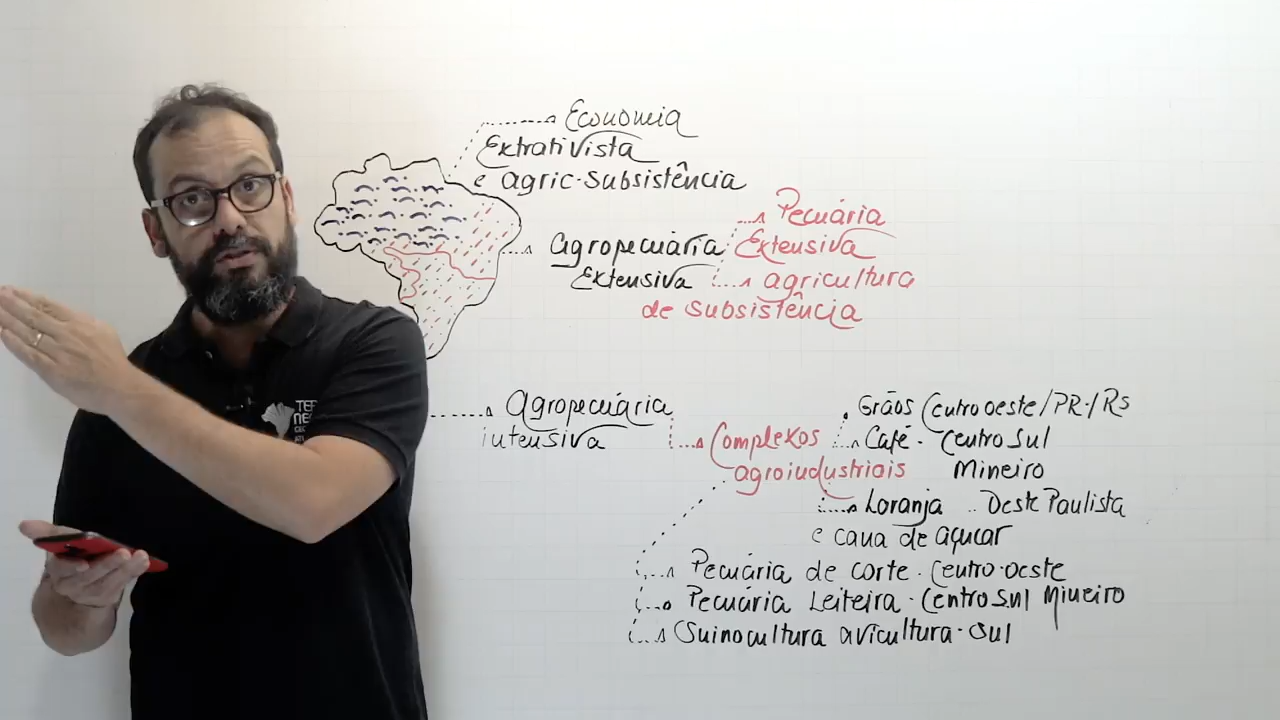 Economia
Extrativista
e agric. Subsistência
Pecuária
agropecuária Extensiva
Extensiva agricultura
de Subsistência
Agropecuária
intensiva
Grãos Centro oeste/PR-/RS
Complexos Café - Centro Sul
agroindustriais Mineiro
Laranja .. Oeste Paulista
e cana de açucar
Pecuária de corte . Centro-oeste
Pecuária Leiteira - Centro Sul Mineiro
Suinocultura avicultura - Sul